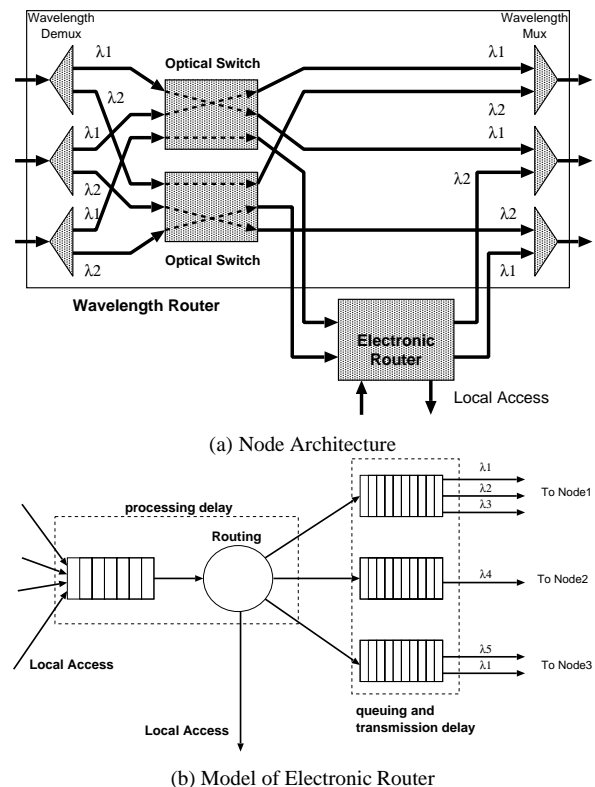 Wavelength
Demux
Wavelength
Mux
λ1
Optical Switch
λ1
λ2
λ2
λ1
λ1
λ2
λ2
λ1
λ2
λ2
Optical Switch
λ1
Wavelength Router
Electronic
Router
Local Access
(a) Node Architecture
λ1
λ2
λ3
To Node1
processing delay
Routing
λ4
To Node2
λ5
λ1
To Node3
Local Access
queuing and
transmission delay
Local Access
(b) Model of Electronic Router